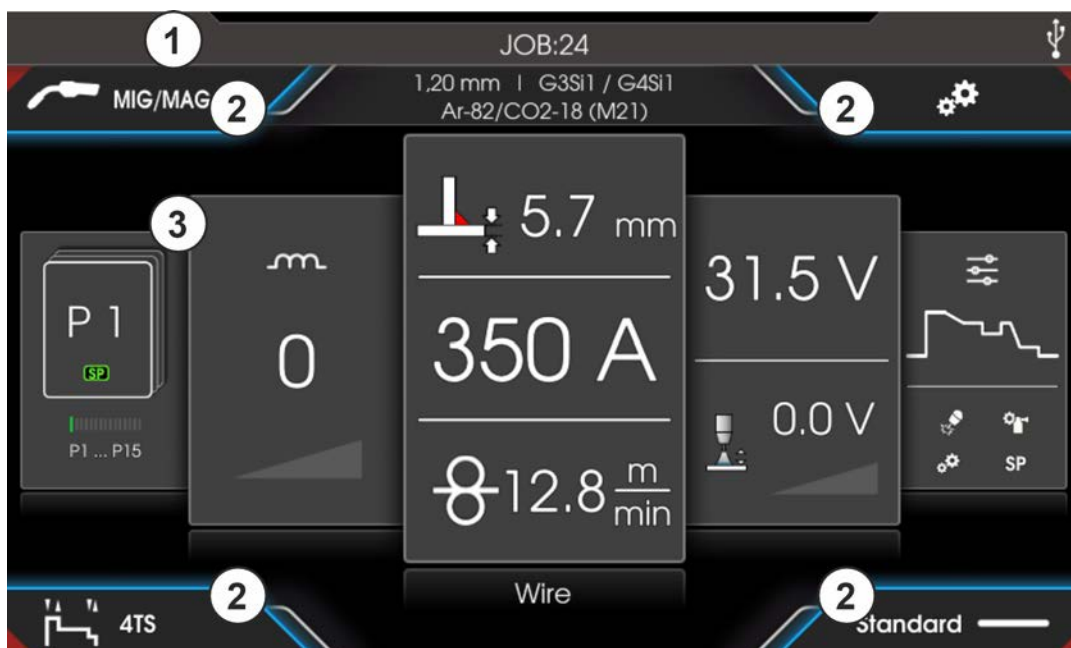 1
JOB:24
MIG/MAG
2
1,20 mm I G3Si1 / G4Si1
Ar-82/CO2-18 (M21)
2
3
P 1
SP
P1 ... P15
0
5.7 mm
350 A
12.8 m/min
31.5 V
0.0 V
SP
Wire
4TS
2
2
Standard